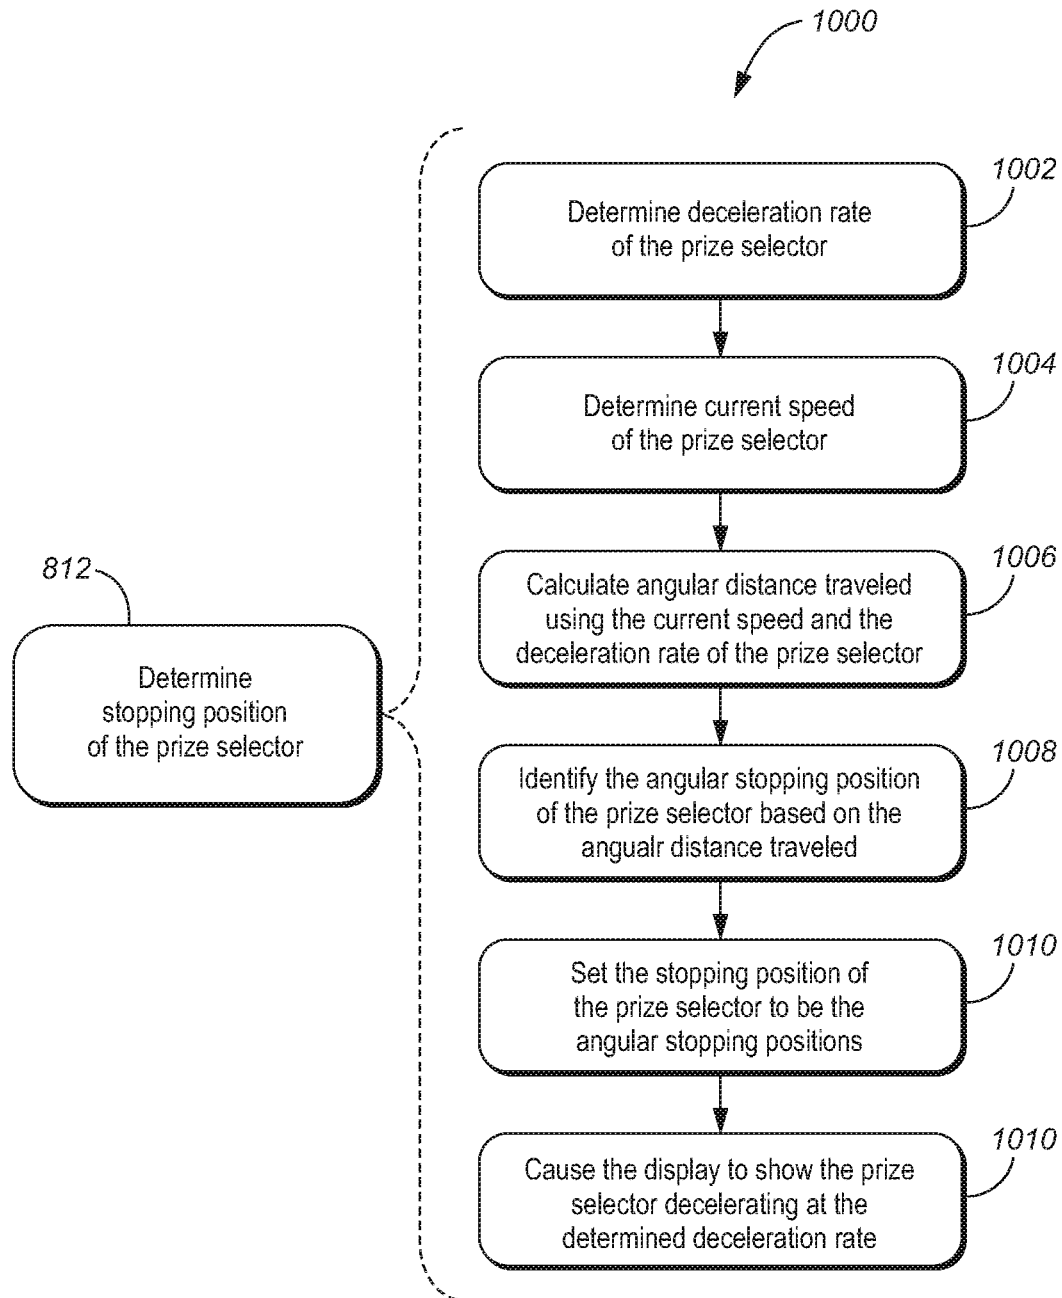 1000
1002
Determine deceleration rate
of the prize selector
1004
Determine current speed
of the prize selector
1006
Calculate angular distance traveled
using the current speed and the
deceleration rate of the prize selector
812
Determine
stopping position
of the prize selector
1008
Identify the angular stopping position
of the prize selector based on the
angualr distance traveled
1010
Set the stopping position of
the prize selector to be the
angular stopping positions
1010
Cause the display to show the prize
selector decelerating at the
determined deceleration rate